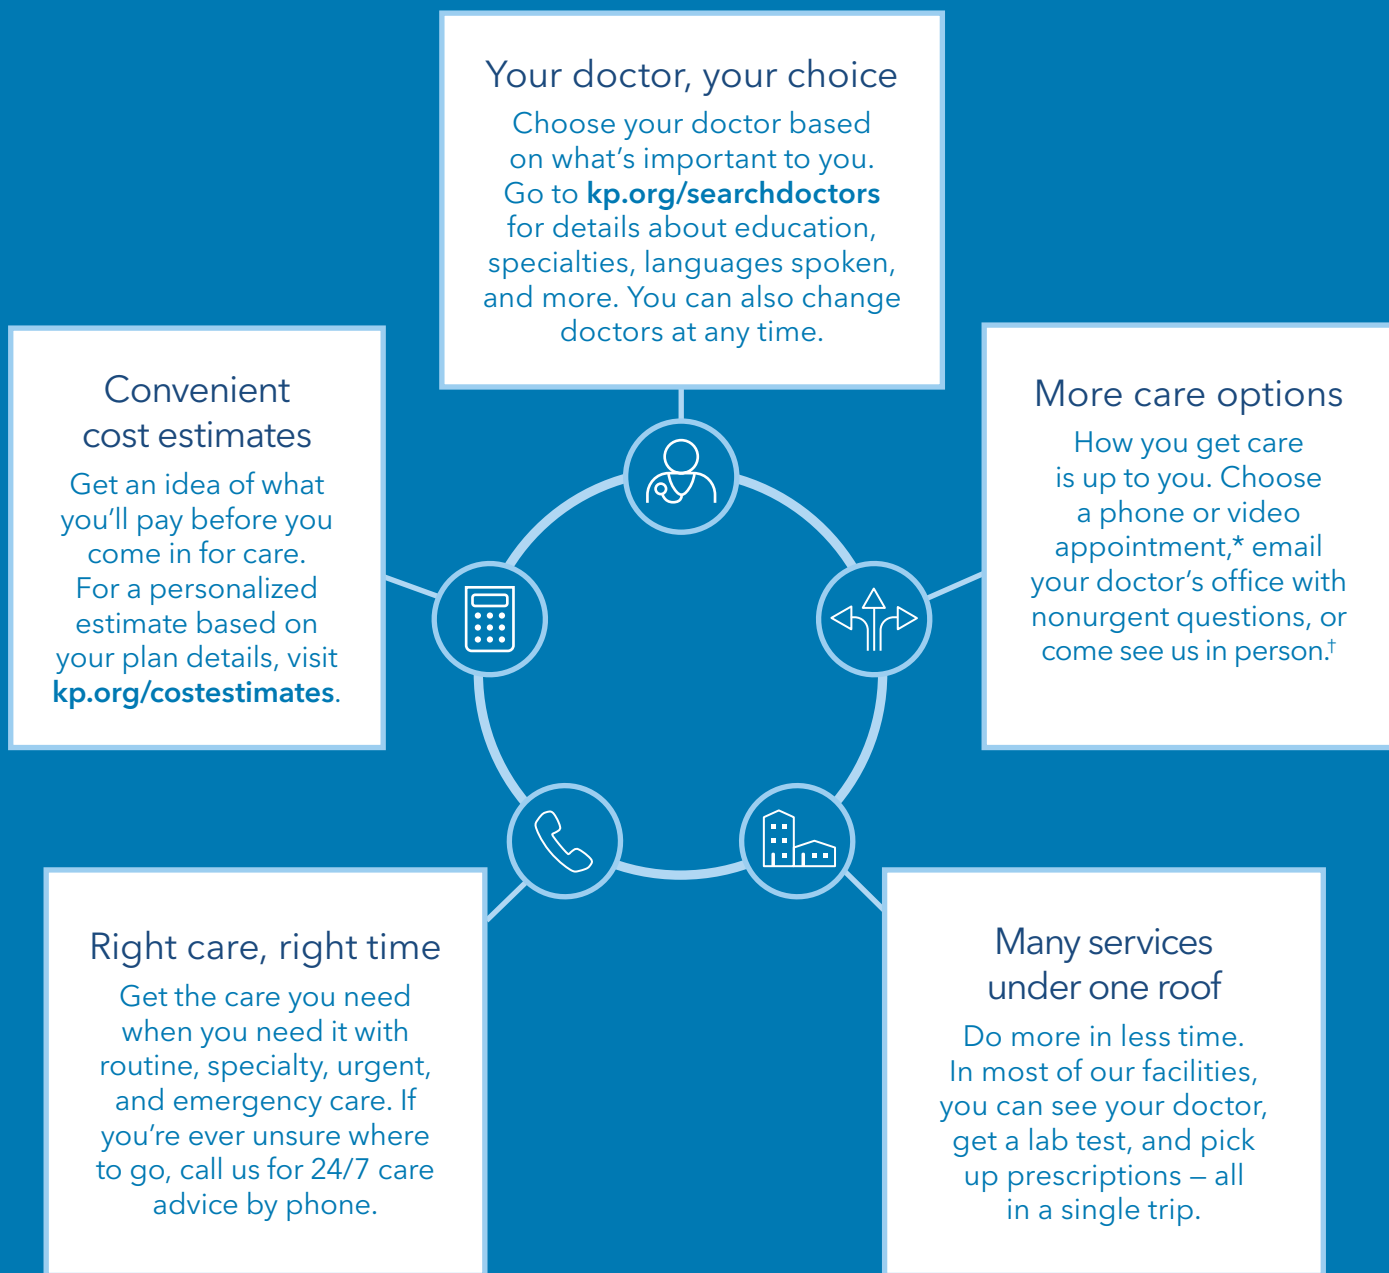 Your doctor, your choice
Choose your doctor based
on what’s important to you.
Go to kp.org/searchdoctors
for details about education,
specialties, languages spoken,
and more. You can also change
doctors at any time.
Convenient
cost estimates
Get an idea of what
you’ll pay before you
come in for care.
For a personalized
estimate based on
your plan details, visit
kp.org/costestimates.
More care options
How you get care
is up to you. Choose
a phone or video
appointment,* email
your doctor’s office with
nonurgent questions, or
come see us in person.†
Right care, right time
Get the care you need
when you need it with
routine, specialty, urgent,
and emergency care. If
you’re ever unsure where
to go, call us for 24/7 care
advice by phone.
Many services
under one roof
Do more in less time.
In most of our facilities,
you can see your doctor,
get a lab test, and pick
up prescriptions – all
in a single trip.